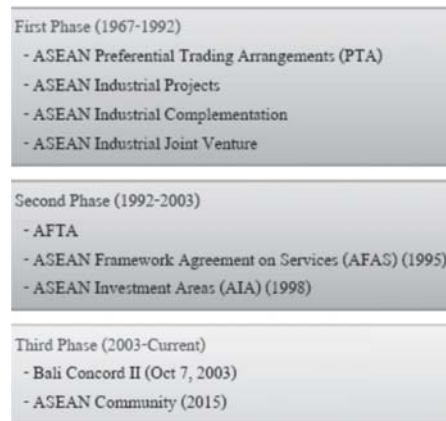 First Phase (1967-1992)
- ASEAN Preferential Trading Arrangements (PTA)
- ASEAN Industrial Projects
- ASEAN Industrial Complementation
- ASEAN Industrial Joint Venture
Second Phase (1992-2003)
- AFTA
- ASEAN Framework Agreement on Services (AFAS) (1995)
- ASEAN Investment Areas (AIA) (1998)
Third Phase (2003-Current)
- Bali Concord II (Oct 7, 2003)
- ASEAN Community (2015)